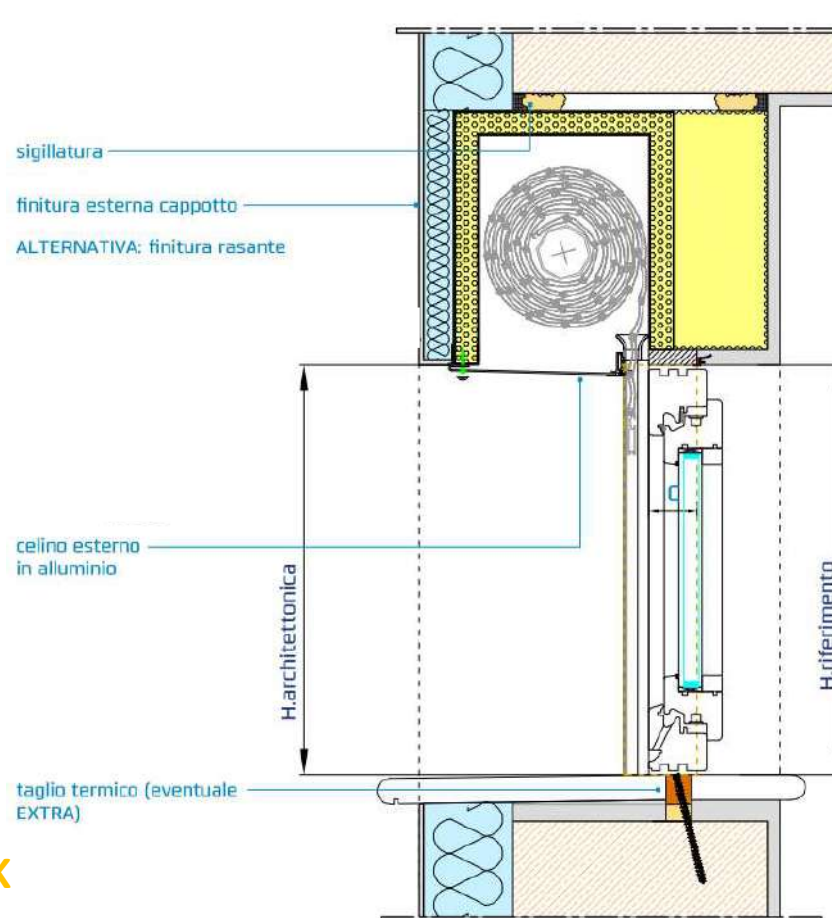 sigillatura
finitura esterna cappotto
ALTERNATIVA: finitura rasante
celino esterno
in alluminio
H.architettonica
C
H.riferimento
taglio termico (eventuale
EXTRA)
X